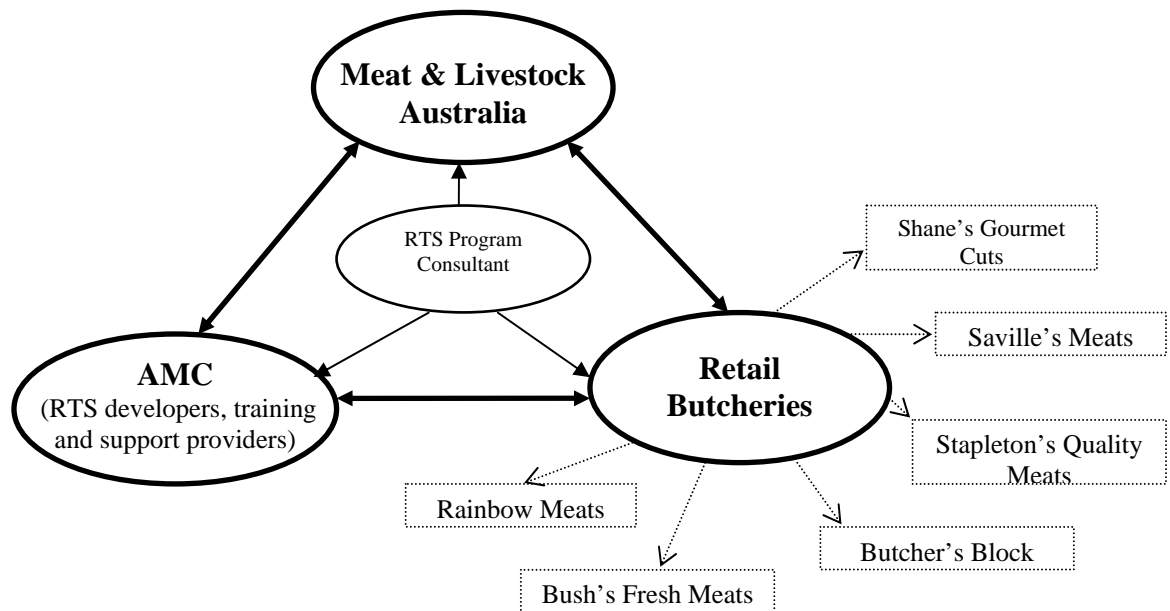 Meat & Livestock
Australia
RTS Program
Consultant
Shane’s Gourmet
Cuts
Saville’s Meats
AMC
(RTS developers, training
and support providers)
Retail
Butcheries
Stapleton’s Quality
Meats
Rainbow Meats
Butcher’s Block
Bush’s Fresh Meats